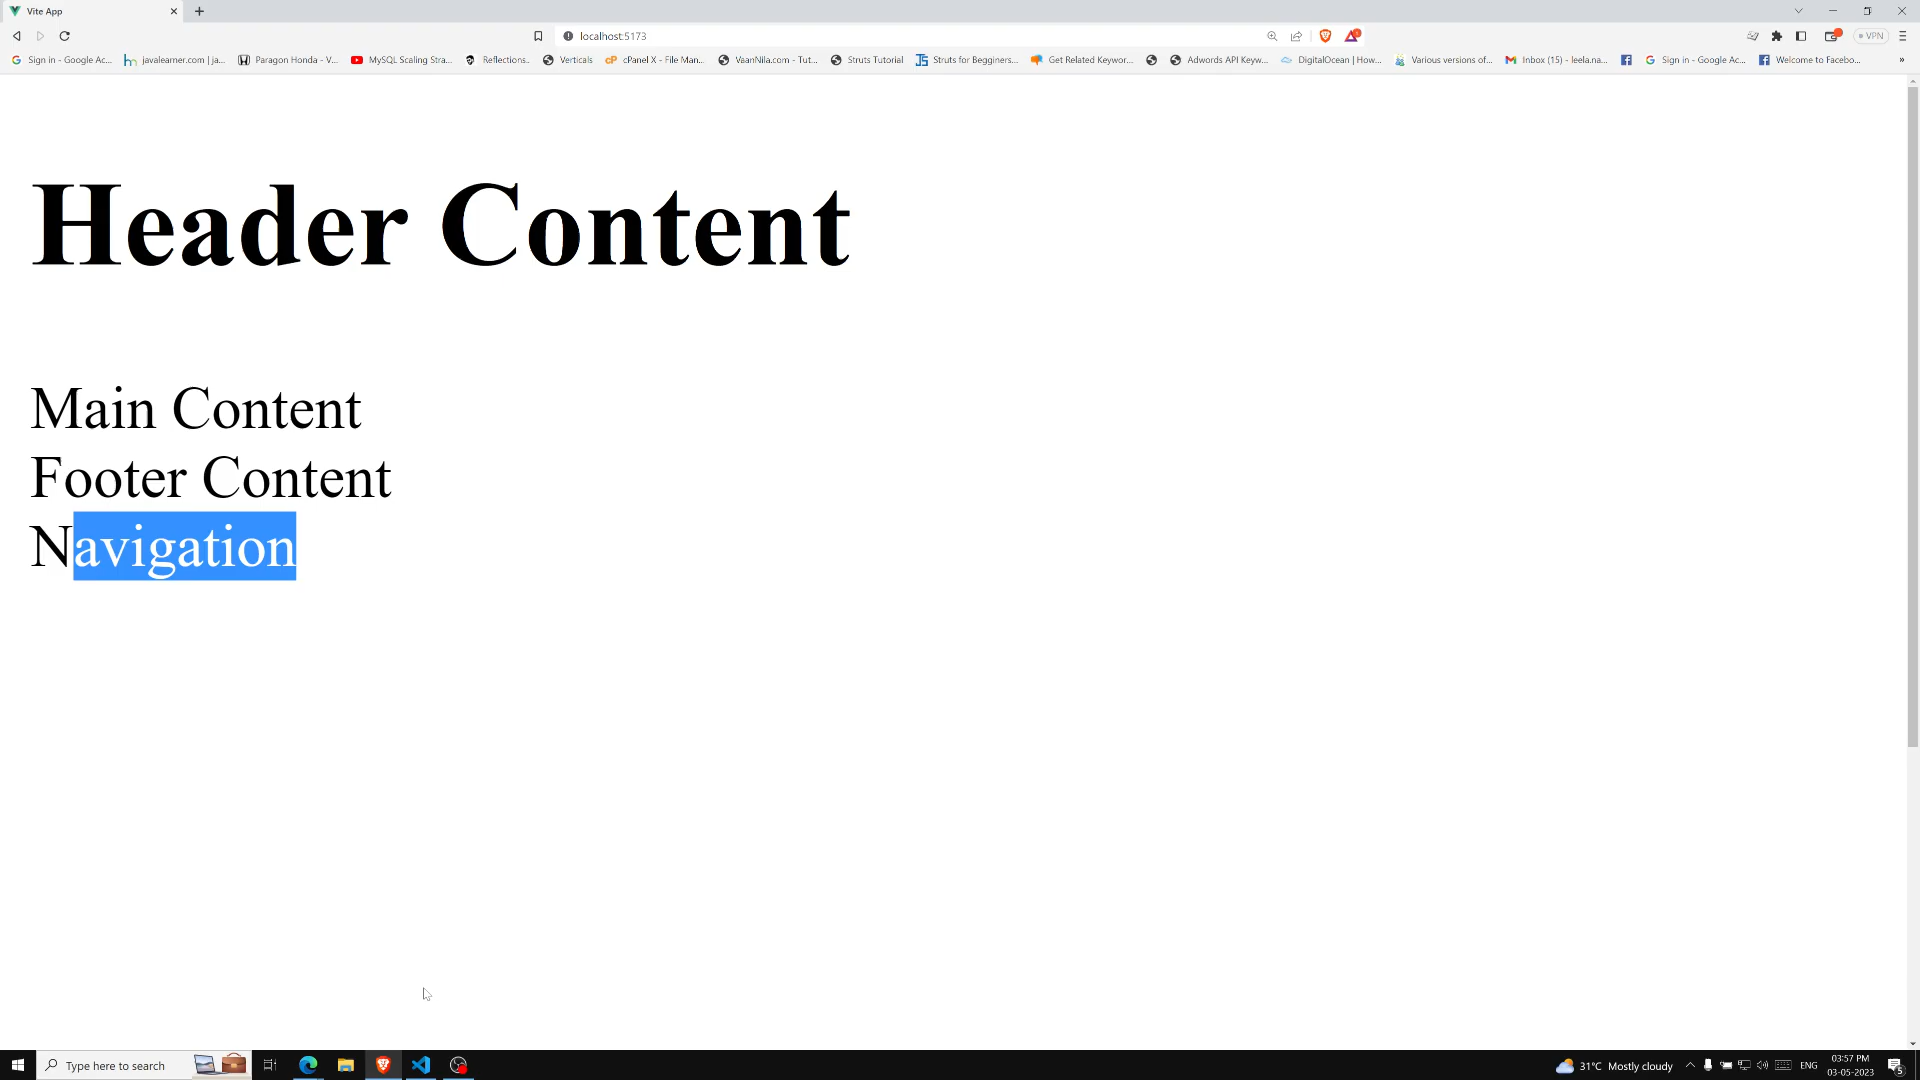 Vite App
localhost:5173
VPN
Sign in - Google Ac...
javalearner.com | ja...
Paragon Honda - V...
MySQL Scaling Stra...
Reflections.
Verticals
cPanel X - File Man...
VaanNila.com - Tut...
Struts Tutorial
Struts for Begginers...
Get Related Keywor...
Adwords API Keyw...
DigitalOcean | How...
Various versions of...
Inbox (15) - leela.na...
Sign in - Google Ac...
Welcome to Facebo...
»
Header Content
Main Content
Footer Content
Navigation
Type here to search
31°C Mostly cloudy
ENG
03:57 PM
03-05-2023
5